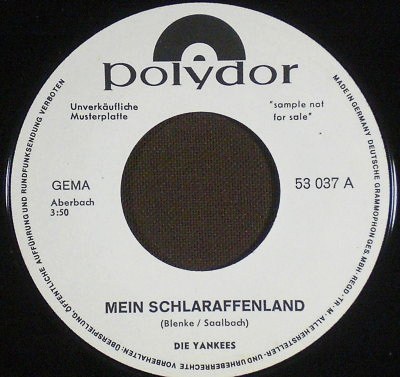 polydor
Unverkäufliche
Musterplatte
"sample not
for sale"
GEMA
53 037 A
Aberbach
3:50
MEIN SCHLARAFFENLAND
(Blenke / Saalbach)
DIE YANKEES
MADE IN GERMANY · DEUTSCHE GRAMMOPHON GES. MBH · REGD.-TR.-M. · ALLE HERSTELLER- UND URHEBERRECHTE VORBEHALTEN: ÜBERSPIELUNG, ÖFFENTLICHE AUFFÜHRUNG UND RUNDFUNKSENDUNG VERBOTEN